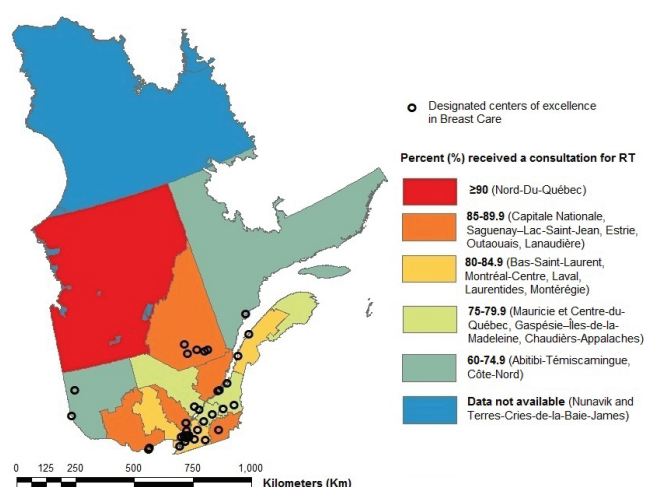 Designated centers of excellence
in Breast Care
Percent (%) received a consultation for RT
≥90 (Nord-Du-Québec)
85-89.9 (Capitale Nationale,
Saguenay–Lac-Saint-Jean, Estrie,
Outaouais, Lanaudière)
80-84.9 (Bas-Saint-Laurent,
Montréal-Centre, Laval,
Laurentides, Montérégie)
75-79.9 (Mauricie et Centre-du-
Québec, Gaspésie–Îles-de-la-
Madeleine, Chaudièrs-Appalaches)
60-74.9 (Abitibi-Témiscamingue,
Côte-Nord)
Data not available (Nunavik and
Terres-Cries-de-la-Baie-James)
0 125 250 500 750 1,000
Kilometers (Km)